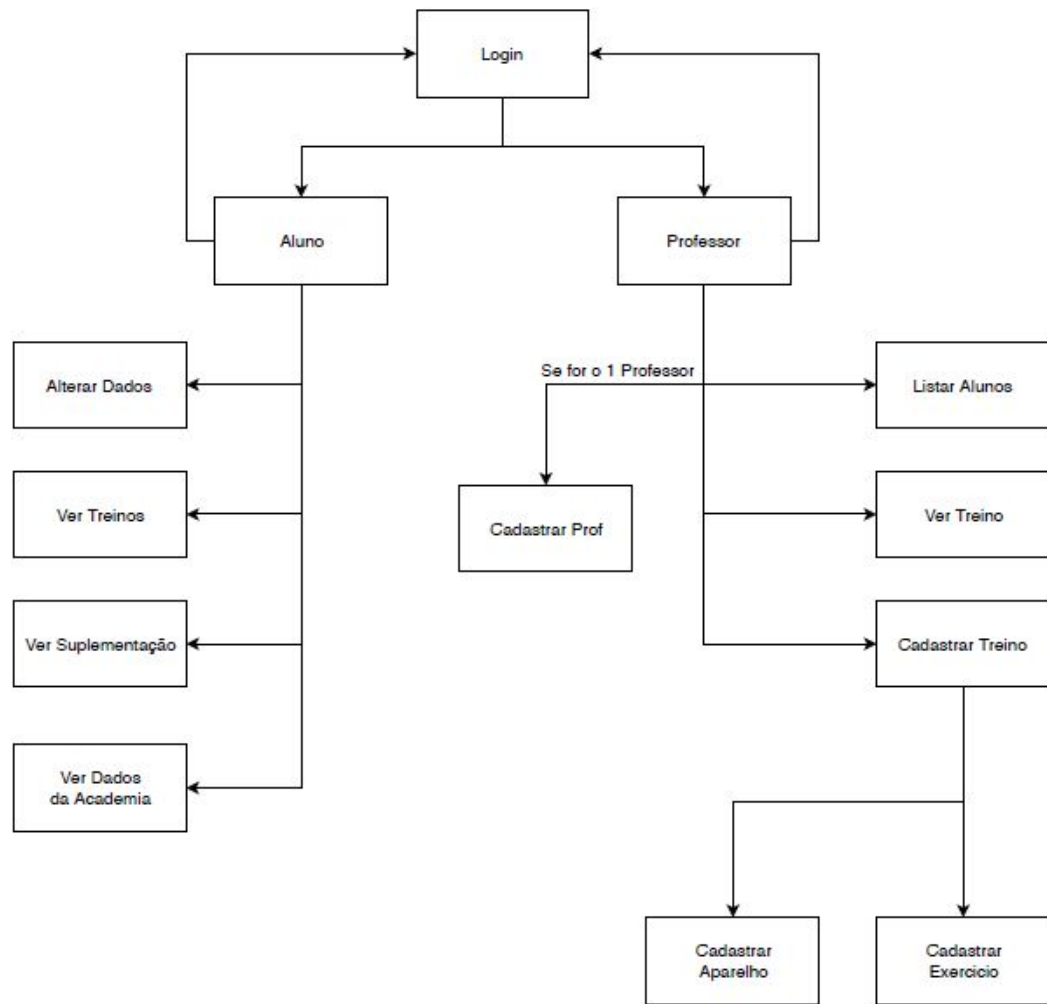 Login
Aluno
Professor
Alterar Dados
Se for o 1 Professor
Listar Alunos
Ver Treinos
Cadastrar Prof
Ver Treino
Ver Suplementação
Cadastrar Treino
Ver Dados
da Academia
Cadastrar
Aparelho
Cadastrar
Exercicio